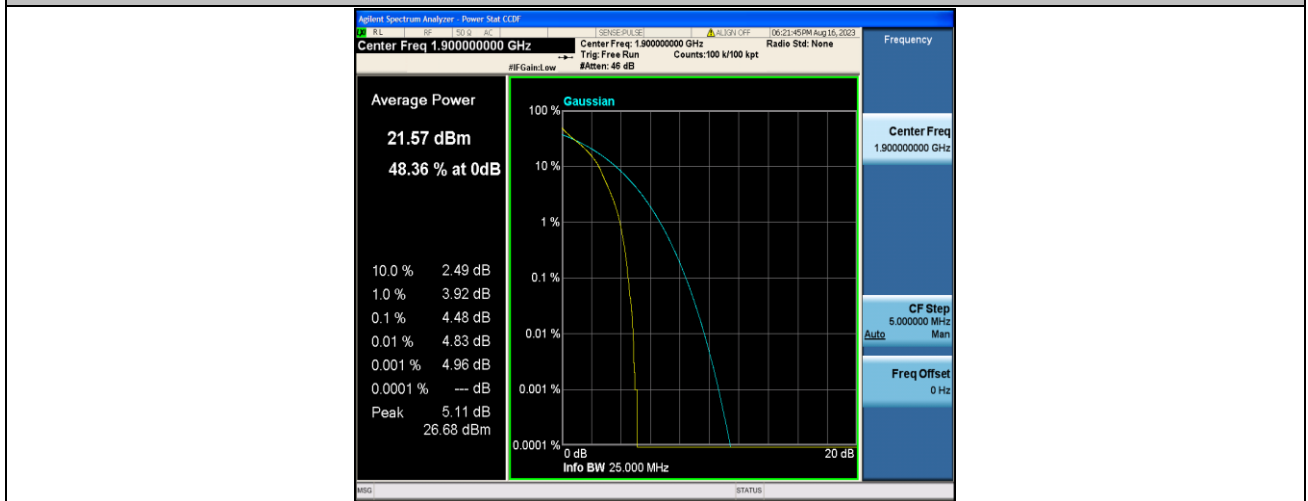 Agilent Spectrum Analyzer - Power Stat CCDF
RL RF 50 Ω AC SENSE:PULSE ALIGN OFF 06:21:45PM Aug 16, 2023
Center Freq 1.900000000 GHz
Center Freq: 1.900000000 GHz Radio Std: None
Trig: Free Run Counts:100 k/100 kpt
#IFGain:Low #Atten: 46 dB
Frequency
Average Power
21.57 dBm
48.36 % at 0dB
10.0 % 2.49 dB
1.0 % 3.92 dB
0.1 % 4.48 dB
0.01 % 4.83 dB
0.001 % 4.96 dB
0.0001 % --- dB
Peak 5.11 dB
26.68 dBm
Gaussian
100 %
10 %
1 %
0.1 %
0.01 %
0.001 %
0.0001 %
0 dB 20 dB
Info BW 25.000 MHz
Center Freq
1.900000000 GHz
CF Step
5.000000 MHz
Auto Man
Freq Offset
0 Hz
MSG STATUS